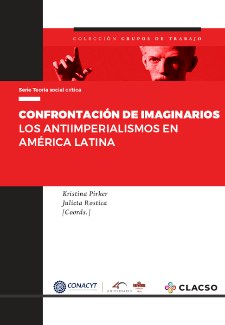 COLECCIÓN GRUPOS DE TRABAJO
Serie Teoría social crítica
CONFRONTACIÓN DE IMAGINARIOS
LOS ANTIIMPERIALISMOS EN
AMÉRICA LATINA
Kristina Pirker
Julieta Rostica
[Coords.]
CONACYT
CLACSO